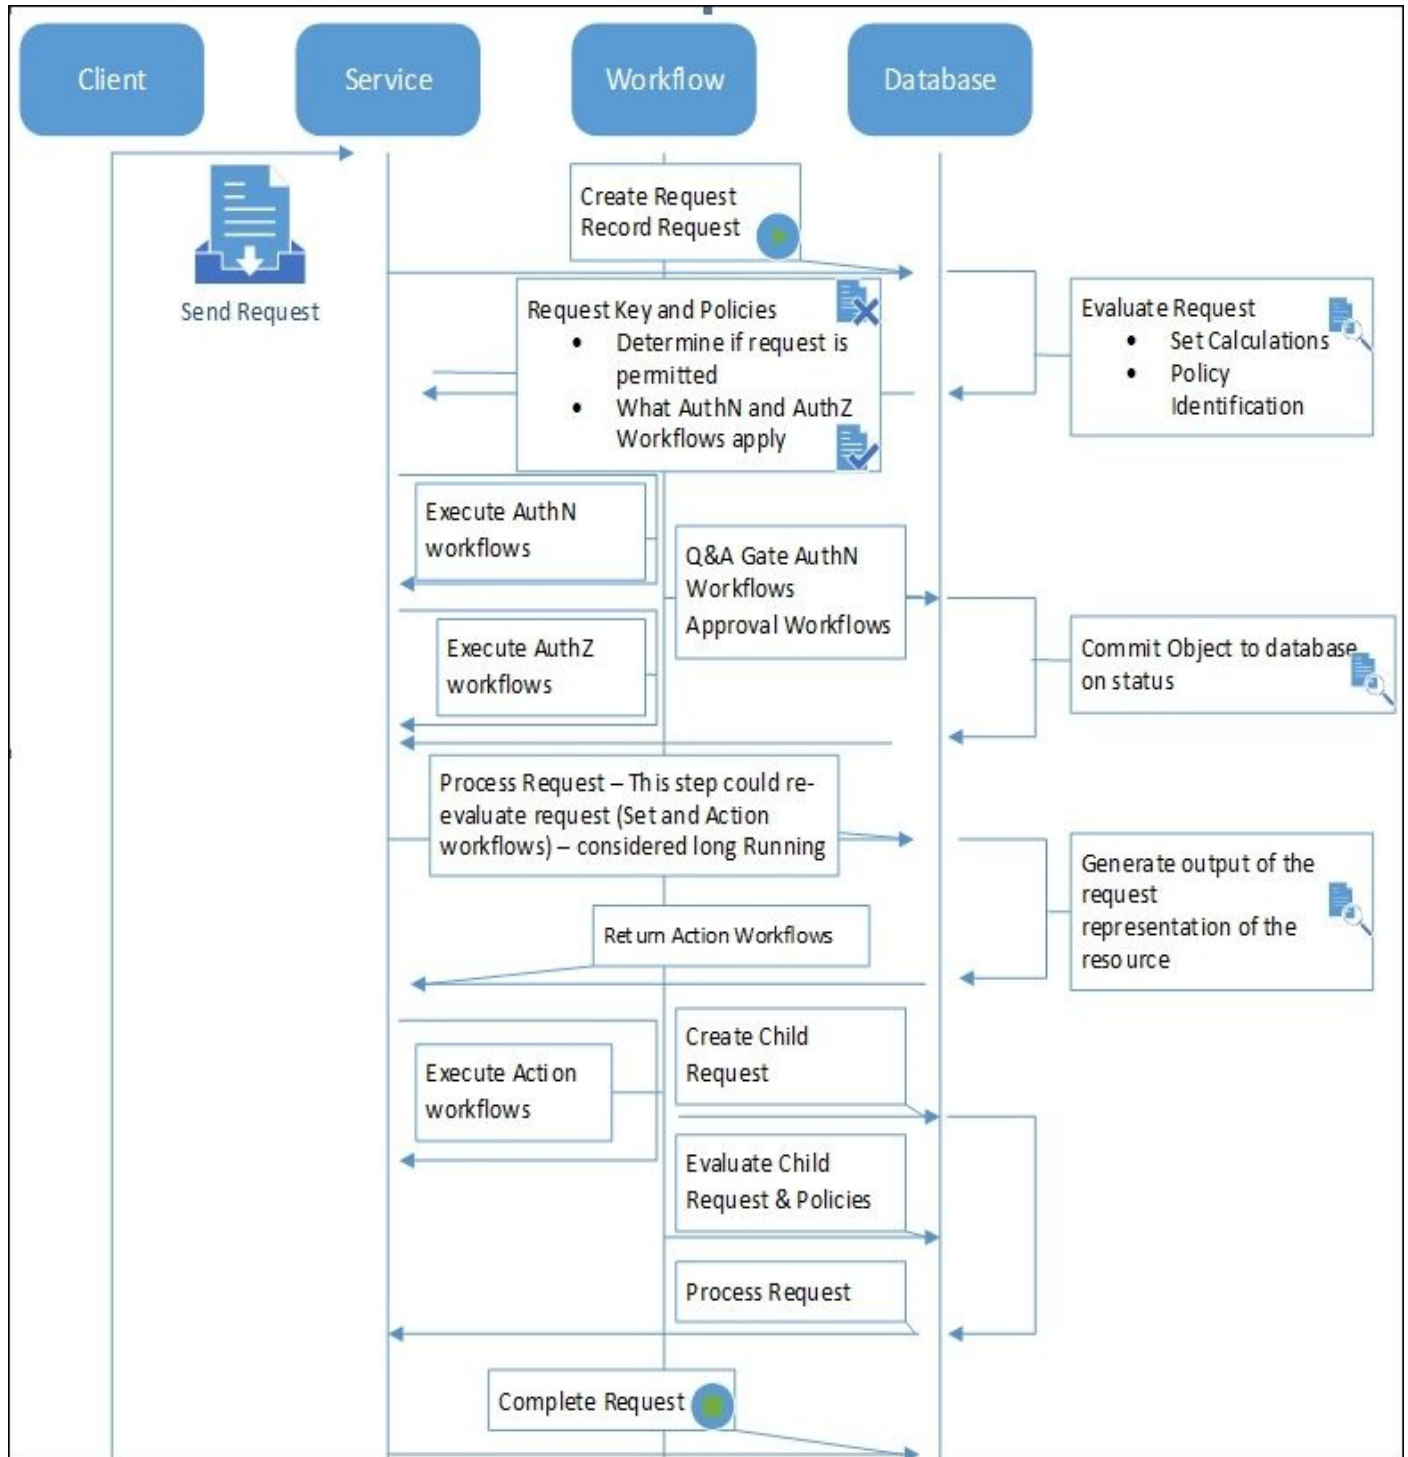 Client
Service
Workflow
Database
Create Request
Record Request
Send Request
Request Key and Policies
• Determine if request is
permitted
• What AuthN and AuthZ
Workflows apply
Evaluate Request
• Set Calculations
• Policy
Identification
Execute AuthN
workflows
Q&A Gate AuthN
Workflows
Approval Workflows
Execute AuthZ
workflows
Commit Object to database
on status
Process Request – This step could re-
evaluate request (Set and Action
workflows) – considered long Running
Generate output of the
request
representation of the
resource
Return Action Workflows
Create Child
Request
Execute Action
workflows
Evaluate Child
Request & Policies
Process Request
Complete Request